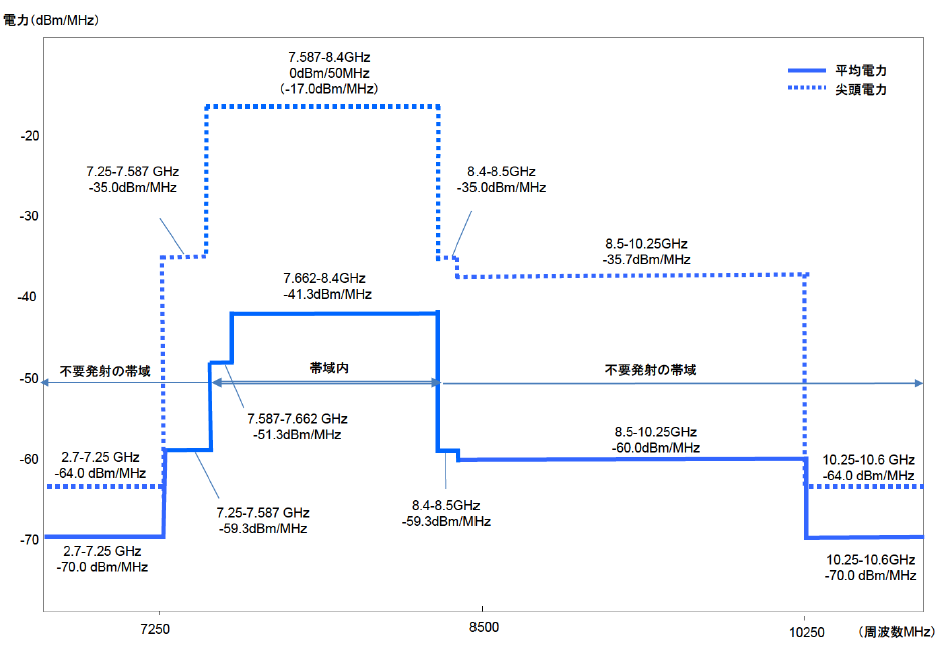 電力(dBm/MHz)
7.587-8.4GHz
0dBm/50MHz
(-17.0dBm/MHz)
平均電力
尖頭電力
-20
7.25-7.587 GHz
-35.0dBm/MHz
8.4-8.5GHz
-35.0dBm/MHz
-30
8.5-10.25GHz
-35.7dBm/MHz
7.662-8.4GHz
-41.3dBm/MHz
-40
不要発射の帯域
帯域内
不要発射の帯域
-50
7.587-7.662 GHz
-51.3dBm/MHz
8.5-10.25GHz
-60.0dBm/MHz
2.7-7.25 GHz
-64.0 dBm/MHz
-60
10.25-10.6 GHz
-64.0 dBm/MHz
7.25-7.587 GHz
-59.3dBm/MHz
8.4-8.5GHz
-59.3dBm/MHz
-70
2.7-7.25 GHz
-70.0 dBm/MHz
10.25-10.6GHz
-70.0 dBm/MHz
7250
8500
10250
(周波数MHz)